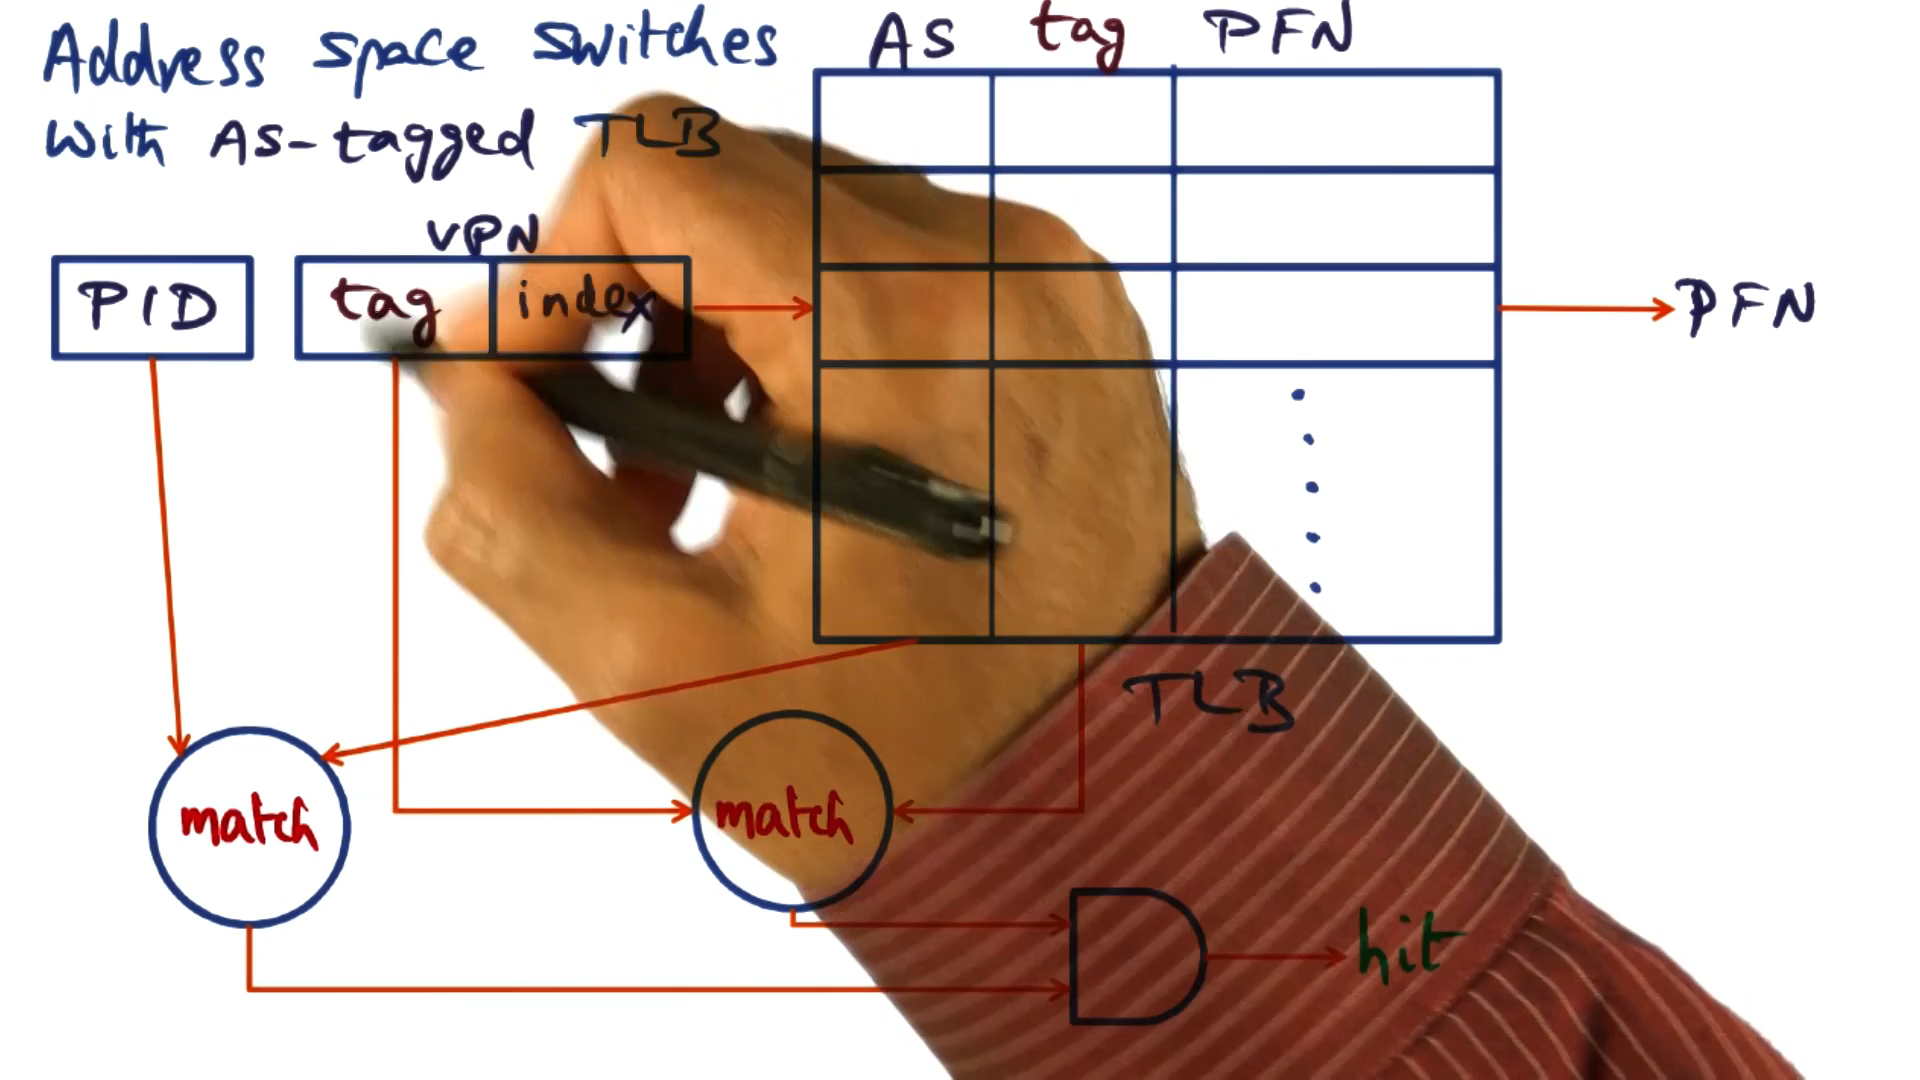 Address space switches
With AS-tagged TLB
AS tag PFN
VPN
PID tag index
PFN
TLB
match match
hit